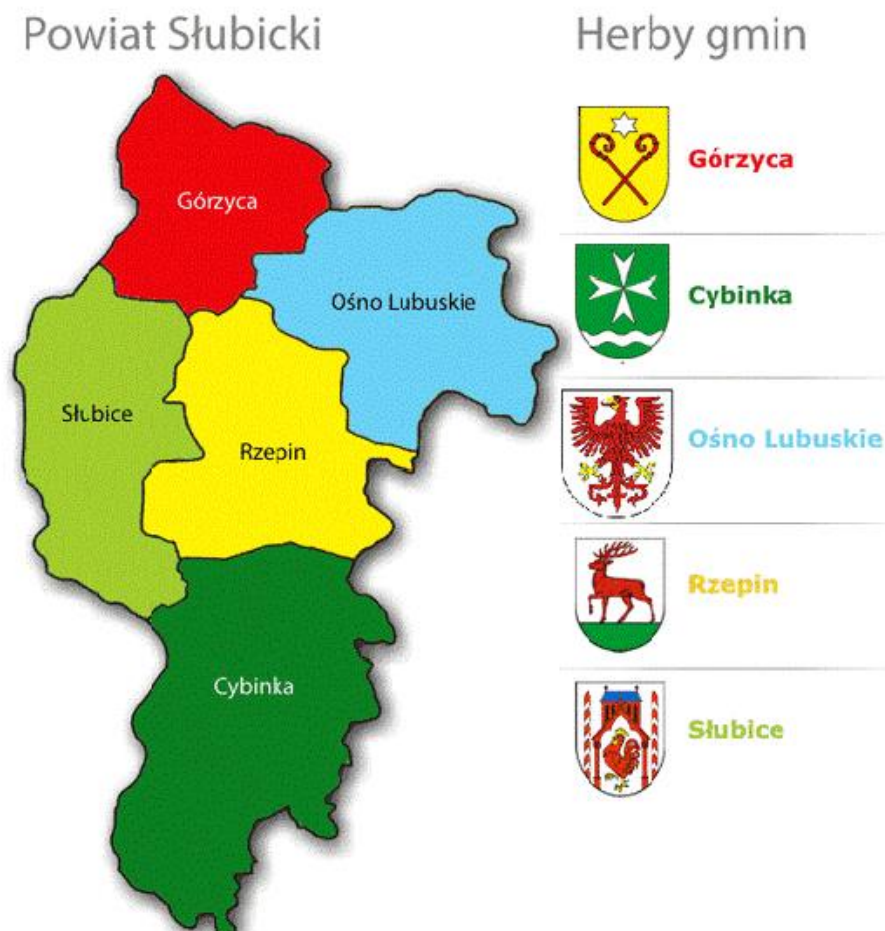 Powiat Słubicki
Herby gmin
Górzyca
Ośno Lubuskie
Słubice
Rzepin
Cybinka
Górzyca
Cybinka
Ośno Lubuskie
Rzepin
Słubice